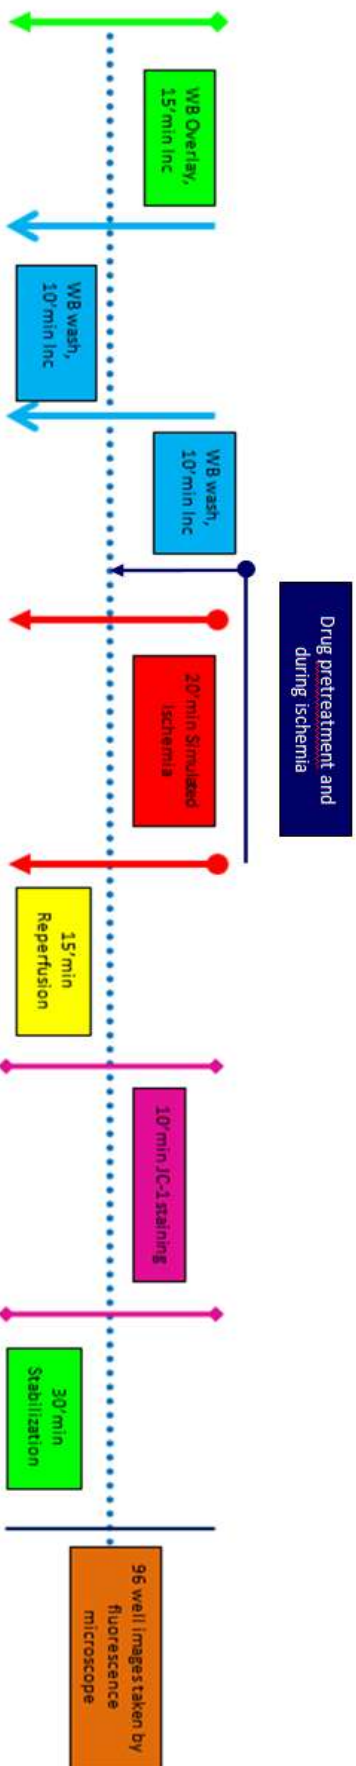 WB Overlay,
15'min Inc
WB wash,
10'min Inc
WB wash,
10'min Inc
Drug pretreatment and
during ischemia
20'min Simulated
ischemia
15'min
Reperfusion
10'min JC-1 staining
30'min
Stabilization
96 well images taken by
fluorescence
microscope